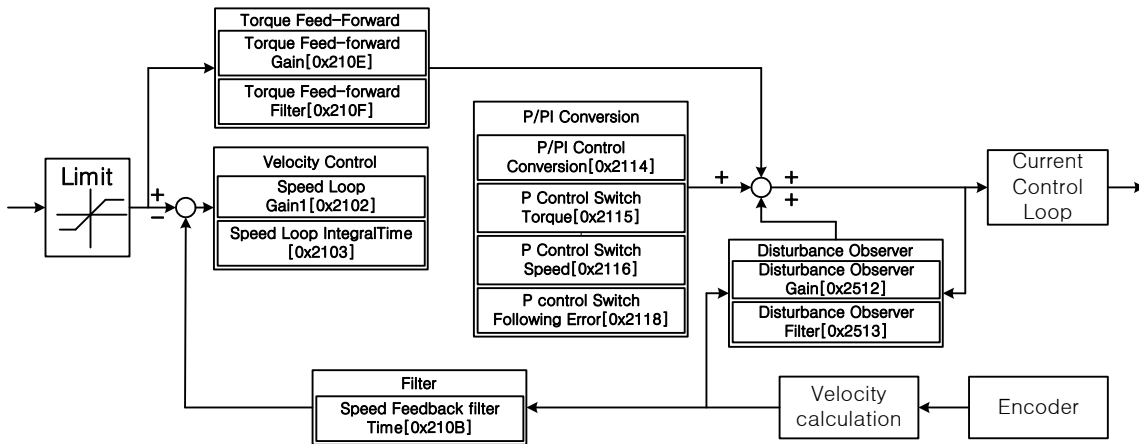 Torque Feed-Forward
Torque Feed-forward
Gain[0x210E]
Torque Feed-forward
Filter[0x210F]
P/PI Conversion
P/PI Control
Conversion[0x2114]
P Control Switch
Torque[0x2115]
P Control Switch
Speed[0x2116]
P control Switch
Following Error[0x2118]
Limit
+
−
Velocity Control
Speed Loop
Gain1[0x2102]
Speed Loop IntegralTime
[0x2103]
+
+
+
Current
Control
Loop
Disturbance Observer
Disturbance Observer
Gain[0x2512]
Disturbance Observer
Filter[0x2513]
Filter
Speed Feedback filter
Time[0x210B]
Velocity
calculation
Encoder